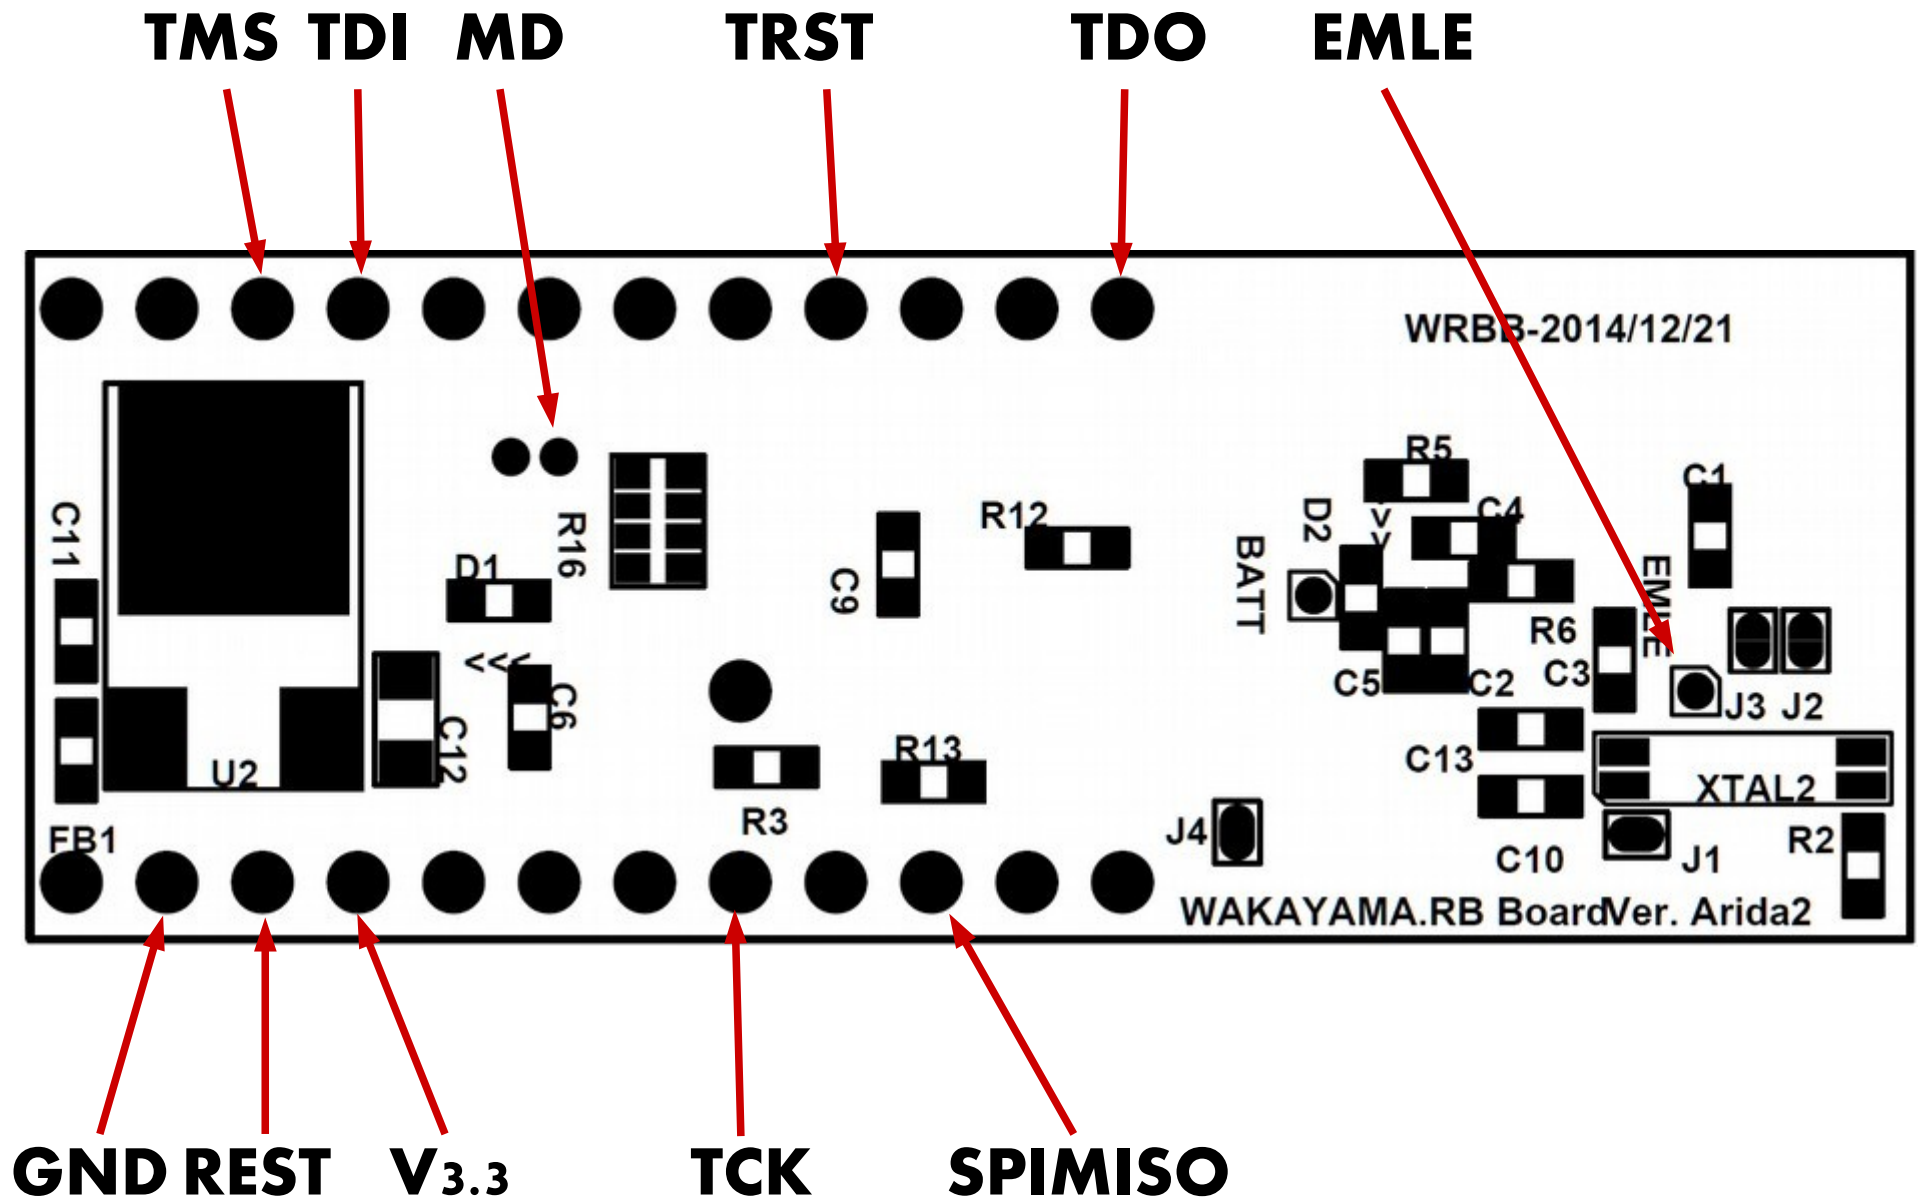 TMS TDI MD TRST TDO EMLE
WRBB-2014/12/21
R5
C1
C11
R16
D2
C4
R12
BATT
EMLE
D1
C9
R6
<<
<<<
C6
C5
C2
C3
J3
J2
C12
R13
C13
U2
XTAL2
R3
J4
FB1
C10
J1
R2
WAKAYAMA.RB Board Ver. Arida2
GND REST V3.3 TCK SPIMISO